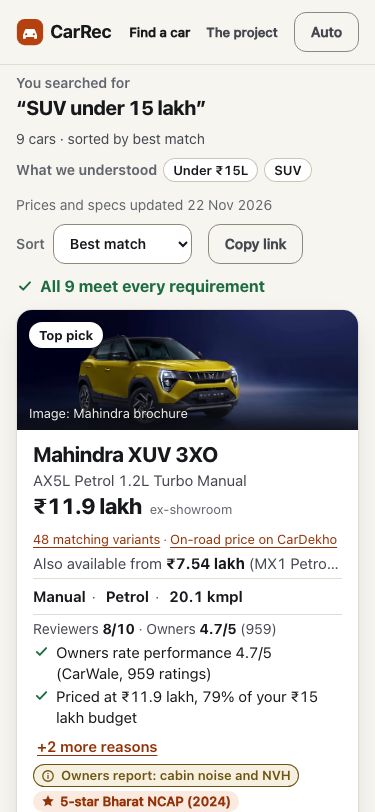 CarRec Find a car The project Auto
You searched for
“SUV under 15 lakh”
9 cars · sorted by best match
What we understood Under ₹15L SUV
Prices and specs updated 22 Nov 2026
Sort Best match Copy link
All 9 meet every requirement
Top pick
Image: Mahindra brochure
Mahindra XUV 3XO
AX5L Petrol 1.2L Turbo Manual
₹11.9 lakh ex-showroom
48 matching variants · On-road price on CarDekho
Also available from ₹7.54 lakh (MX1 Petro...
Manual · Petrol · 20.1 kmpl
Reviewers 8/10 · Owners 4.7/5 (959)
Owners rate performance 4.7/5
(CarWale, 959 ratings)
Priced at ₹11.9 lakh, 79% of your ₹15
lakh budget
+2 more reasons
Owners report: cabin noise and NVH
5-star Bharat NCAP (2024)